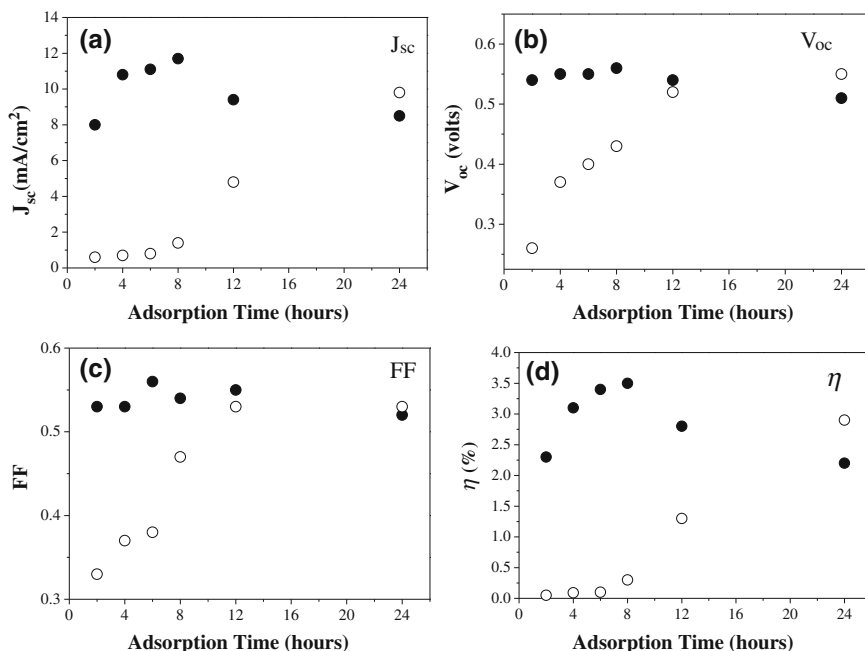 (a)
J_sc
14
12
10
8
6
4
2
0
J_sc(mA/cm²)
0 4 8 12 16 20 24
Adsorption Time (hours)
(b)
V_oc
0.6
0.5
0.4
0.3
V_oc (volts)
0 4 8 12 16 20 24
Adsorption Time (hours)
(c)
FF
0.6
0.5
0.4
0.3
FF
0 4 8 12 16 20 24
Adsorption Time (hours)
(d)
η
4.0
3.5
3.0
2.5
2.0
1.5
1.0
0.5
0.0
η (%)
0 4 8 12 16 20 24
Adsorption Time (hours)